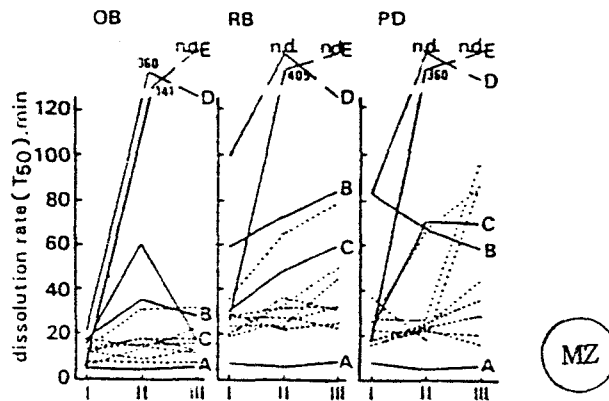 OB RB PD
n.d. E n.d. n.d. E n.d. n.d. E
360 341 D 405 D 360 D
dissolution rate (T50).min
120
100
80
60
40
20
0
B C A
B C A
C B A
I II III I II III I II III
MZ